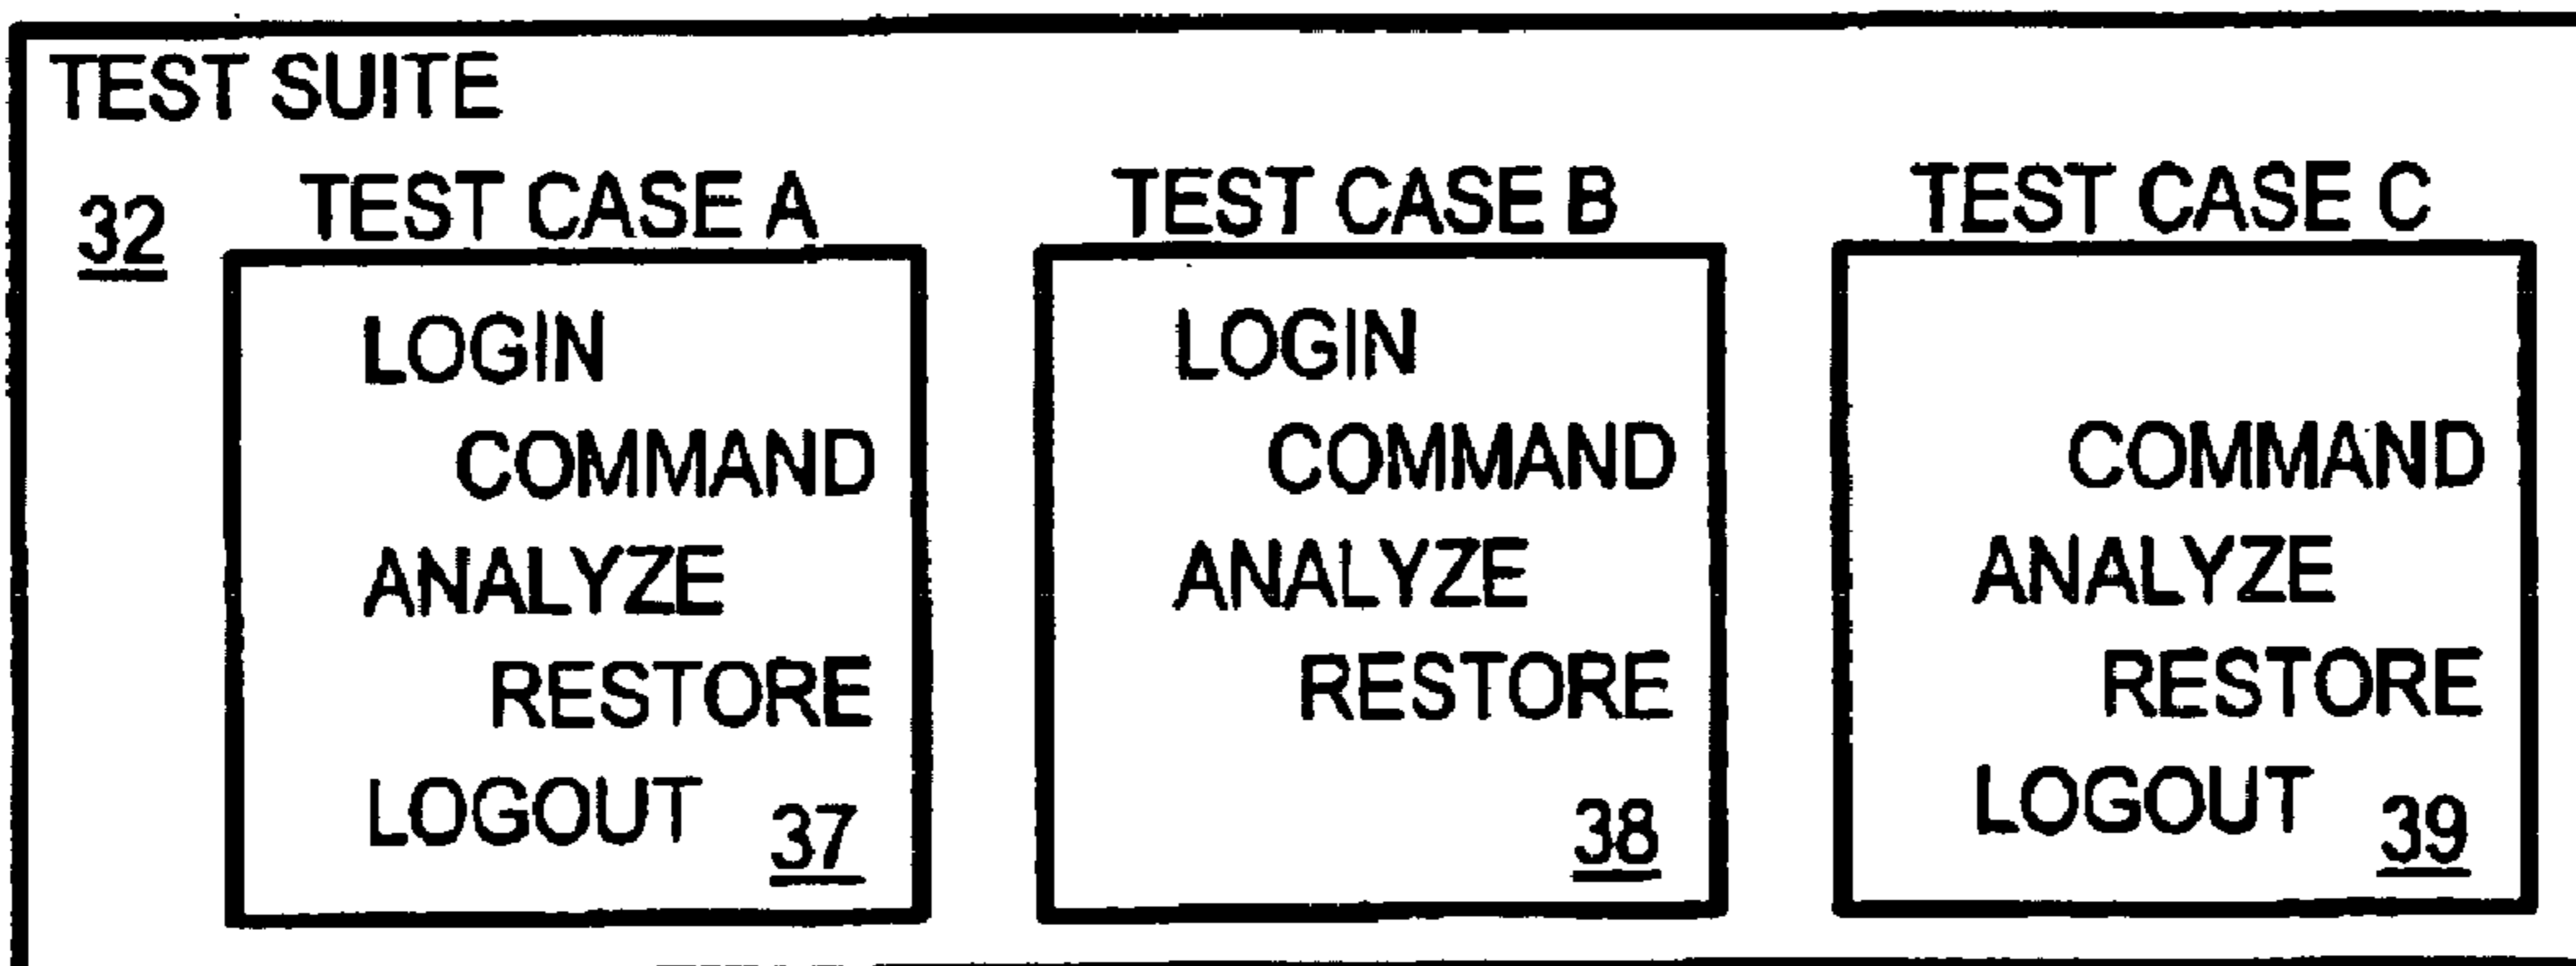 TEST SUITE
32
TEST CASE A
LOGIN
COMMAND
ANALYZE
RESTORE
LOGOUT
37
TEST CASE B
LOGIN
COMMAND
ANALYZE
RESTORE
38
TEST CASE C
COMMAND
ANALYZE
RESTORE
LOGOUT
39